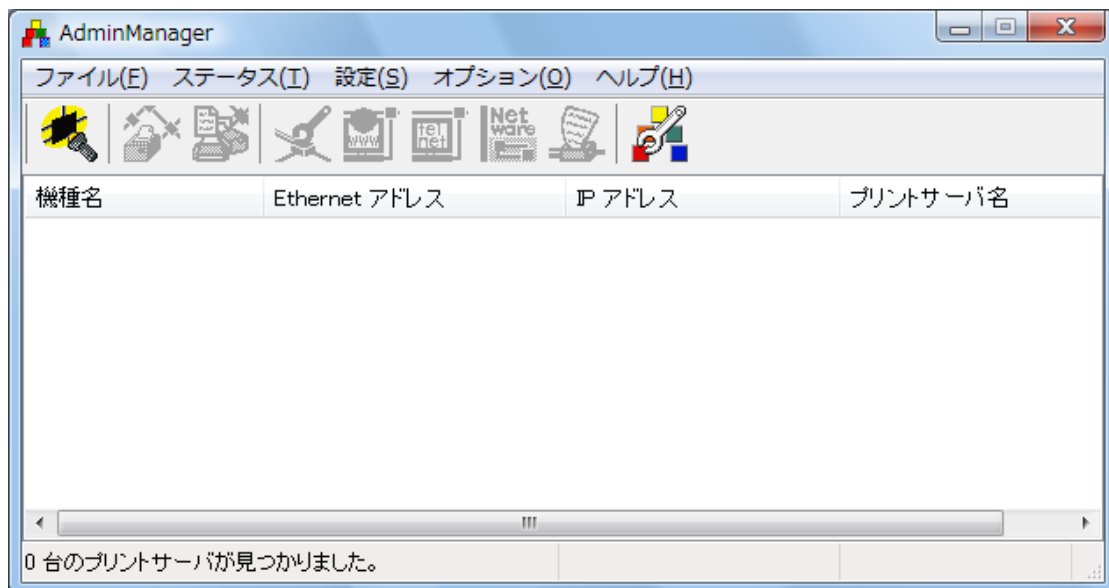 AdminManager
ファイル(F) ステータス(T) 設定(S) オプション(O) ヘルプ(H)
WWW tel net Net ware
機種名 Ethernet アドレス IP アドレス プリントサーバ名
0 台のプリントサーバが見つかりました。